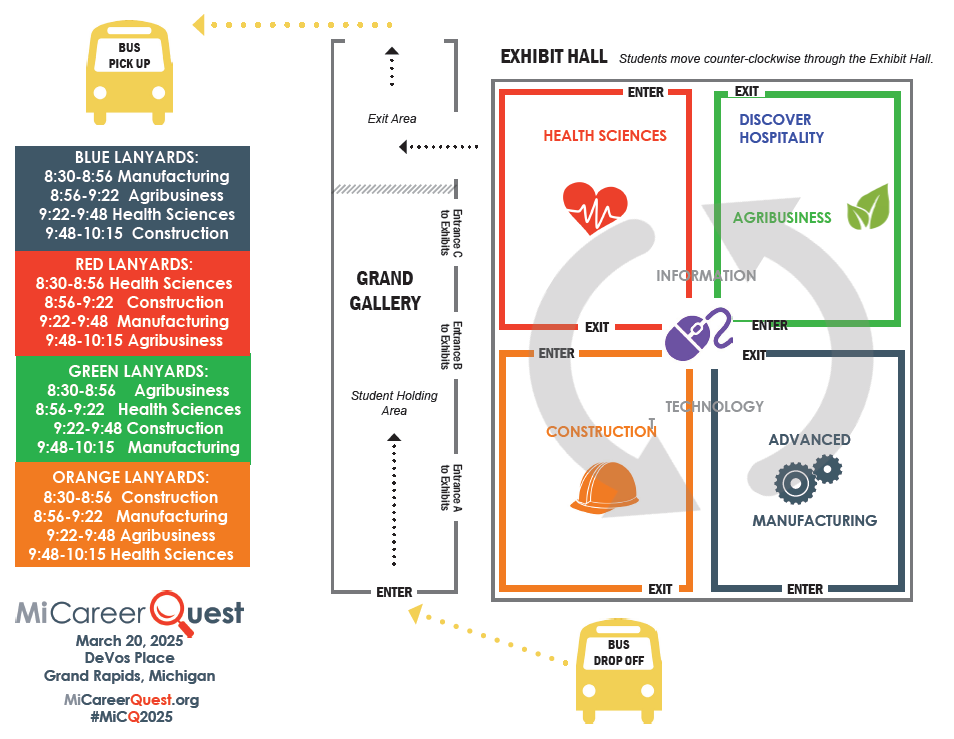 BUS
PICK UP
BLUE LANYARDS:
8:30-8:56 Manufacturing
8:56-9:22 Agribusiness
9:22-9:48 Health Sciences
9:48-10:15 Construction
RED LANYARDS:
8:30-8:56 Health Sciences
8:56-9:22 Construction
9:22-9:48 Manufacturing
9:48-10:15 Agribusiness
GREEN LANYARDS:
8:30-8:56 Agribusiness
8:56-9:22 Health Sciences
9:22-9:48 Construction
9:48-10:15 Manufacturing
ORANGE LANYARDS:
8:30-8:56 Construction
8:56-9:22 Manufacturing
9:22-9:48 Agribusiness
9:48-10:15 Health Sciences
MiCareerQuest
March 20, 2025
DeVos Place
Grand Rapids, Michigan
MiCareerQuest.org
#MiCQ2025
Exit Area
GRAND
GALLERY
Student Holding
Area
ENTER
Entrance C
to Exhibits
Entrance B
to Exhibits
Entrance A
to Exhibits
EXHIBIT HALL Students move counter-clockwise through the Exhibit Hall.
ENTER
HEALTH SCIENCES
EXIT
EXIT
DISCOVER
HOSPITALITY
AGRIBUSINESS
ENTER
INFORMATION
TECHNOLOGY
T
ENTER
CONSTRUCTION
EXIT
EXIT
ADVANCED
MANUFACTURING
ENTER
BUS
DROP OFF